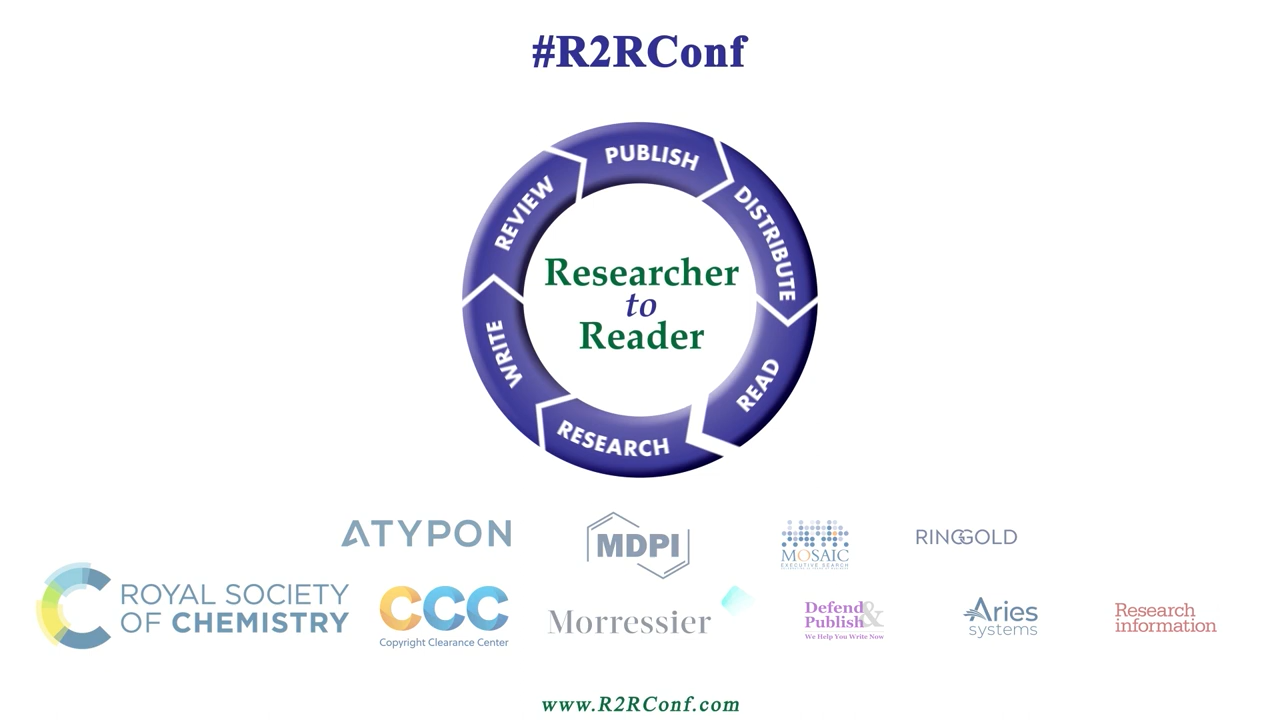 #R2RConf
PUBLISH
DISTRIBUTE
READ
RESEARCH
WRITE
REVIEW
Researcher
to
Reader
ATYPON
MDPI
MOSAIC
EXECUTIVE SEARCH
RINGGOLD
ROYAL SOCIETY
OF CHEMISTRY
CCC
Copyright Clearance Center
Morressier
Defend &
Publish
We Help You Write Now
Aries
systems
Research
information
www.R2RConf.com